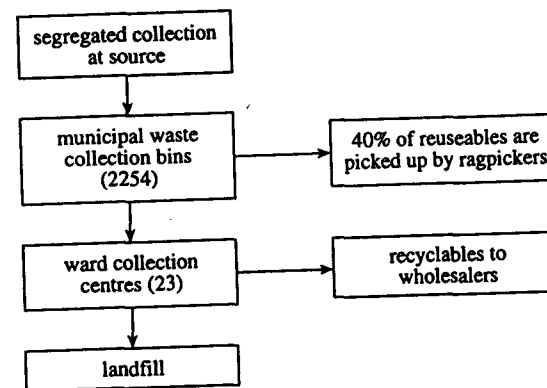 segregated collection
at source
municipal waste
collection bins
(2254)
40% of reuseables are
picked up by ragpickers
ward collection
centres (23)
recyclables to
wholesalers
landfill